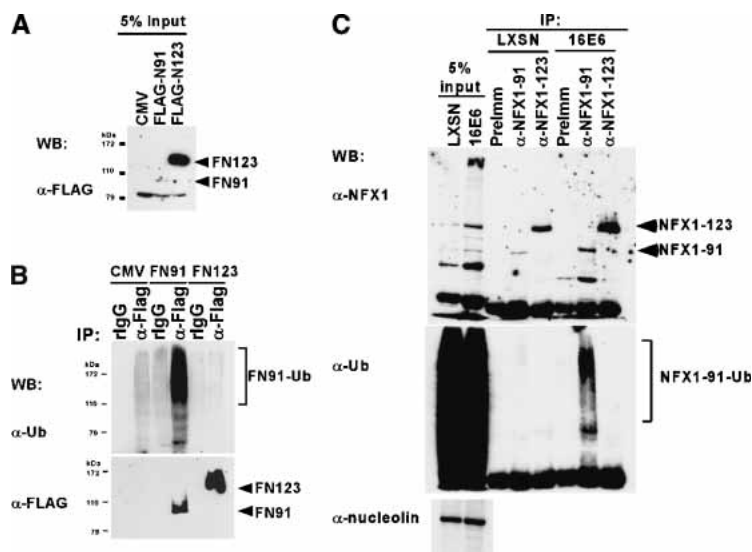 A
5% Input
CMV
FLAG-N91
FLAG-N123
WB:
kDa
172
110
79
α-FLAG
FN123
FN91
B
CMV FN91 FN123
rIgG
α-Flag
rIgG
α-Flag
rIgG
α-Flag
IP:
WB:
kDa
172
115
76
α-Ub
FN91-Ub
kDa
α-FLAG
FN123
FN91
C
IP:
LXSN 16E6
5%
input
LXSN
16E6
PreImm
α-NFX1-91
α-NFX1-123
PreImm
α-NFX1-91
α-NFX1-123
WB:
α-NFX1
NFX1-123
NFX1-91
α-Ub
NFX1-91-Ub
α-nucleolin